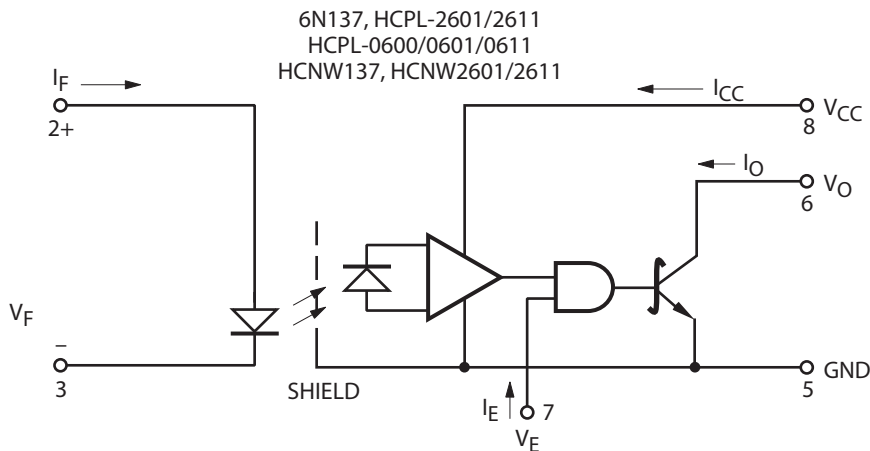 6N137, HCPL-2601/2611
HCPL-0600/0601/0611
HCNW137, HCNW2601/2611
IF
2+
ICC
VCC
8
IO
VO
6
VF
–
3
SHIELD
IE
7
VE
GND
5